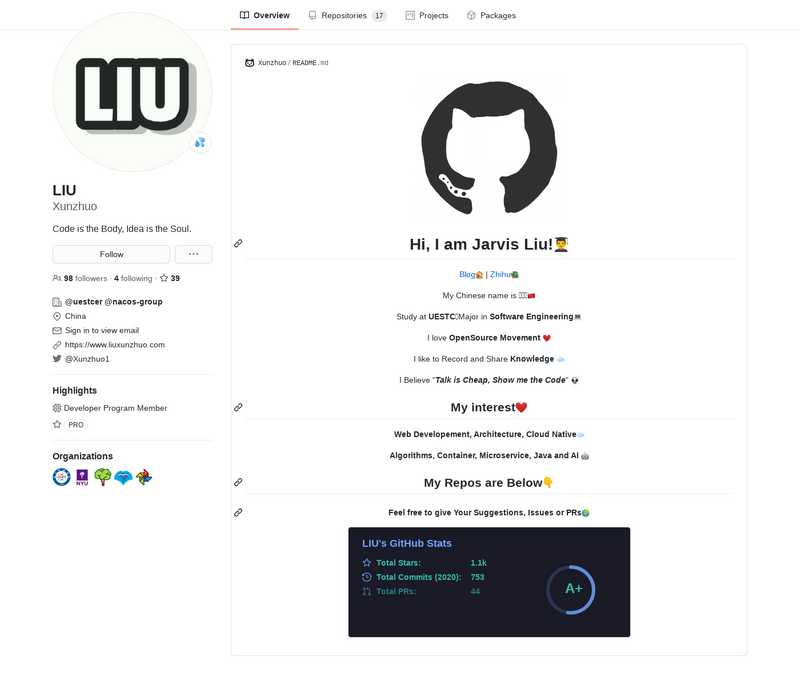 Overview
Repositories 17
Projects
Packages
LIU
LIU
Xunzhuo
Code is the Body, Idea is the Soul.
Follow
98 followers · 4 following · 39
@uestcer @nacos-group
China
Sign in to view email
https://www.liuxunzhuo.com
@Xunzhuo1
Highlights
Developer Program Member
PRO
Organizations
NYU
Xunzhuo / README.md
Hi, I am Jarvis Liu!👨‍🎓
Blog🏠 | Zhihu
My Chinese name is 🇨🇳
Study at UESTC Major in Software Engineering💻
I love OpenSource Movement ❤️
I like to Record and Share Knowledge ☁️
I Believe "Talk is Cheap, Show me the Code" 💀
My interest❤️
Web Developement, Architecture, Cloud Native☁️
Algorithms, Container, Microservice, Java and AI 🤖
My Repos are Below👇
Feel free to give Your Suggestions, Issues or PRs🌍
LIU's GitHub Stats
Total Stars: 1.1k
Total Commits (2020): 753
Total PRs: 44
A+